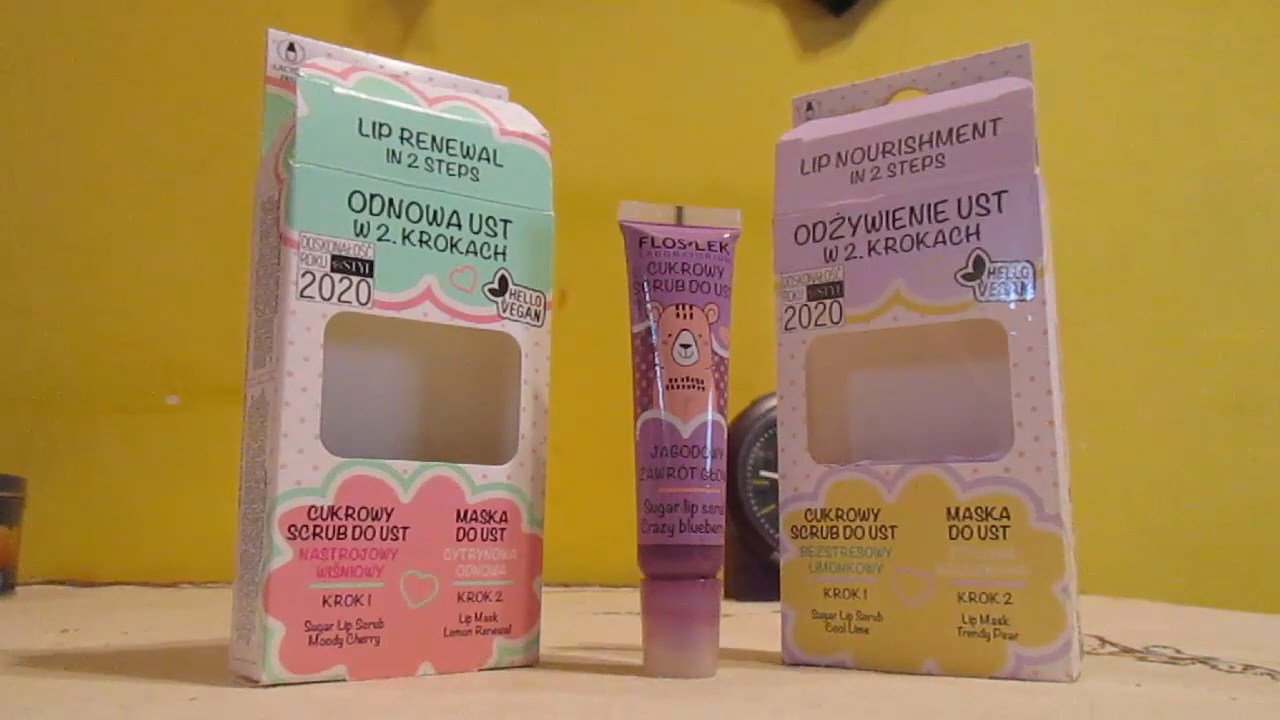 LIP RENEWAL
IN 2 STEPS
ODNOWA UST
W 2. KROKACH
DOSKONAŁOŚĆ
ROKU
STYL
2020
HELLO
VEGAN
CUKROWY
SCRUB DO UST
NASTROJOWY
WIŚNIOWY
KROK 1
Sugar Lip Scrub
Moody Cherry
MASKA
DO UST
CYTRYNOWA
ODNOWA
KROK 2
Lip Mask
Lemon Renewal
FLOS•LEK
LABORATORIUM
CUKROWY
SCRUB DO UST
JAGODOWY
ZAWRÓT GŁOW
Sugar lip scru
Crazy blueber
LIP NOURISHMENT
IN 2 STEPS
ODŻYWIENIE UST
W 2. KROKACH
DOSKONAŁOŚĆ
ROKU
STYL
2020
HELLO
VEGAN
CUKROWY
SCRUB DO UST
BEZSTRESOWY
LIMONKOWY
KROK 1
Sugar Lip Scrub
Cool Lime
MASKA
DO UST
KROK 2
Lip Mask
Trendy Pear